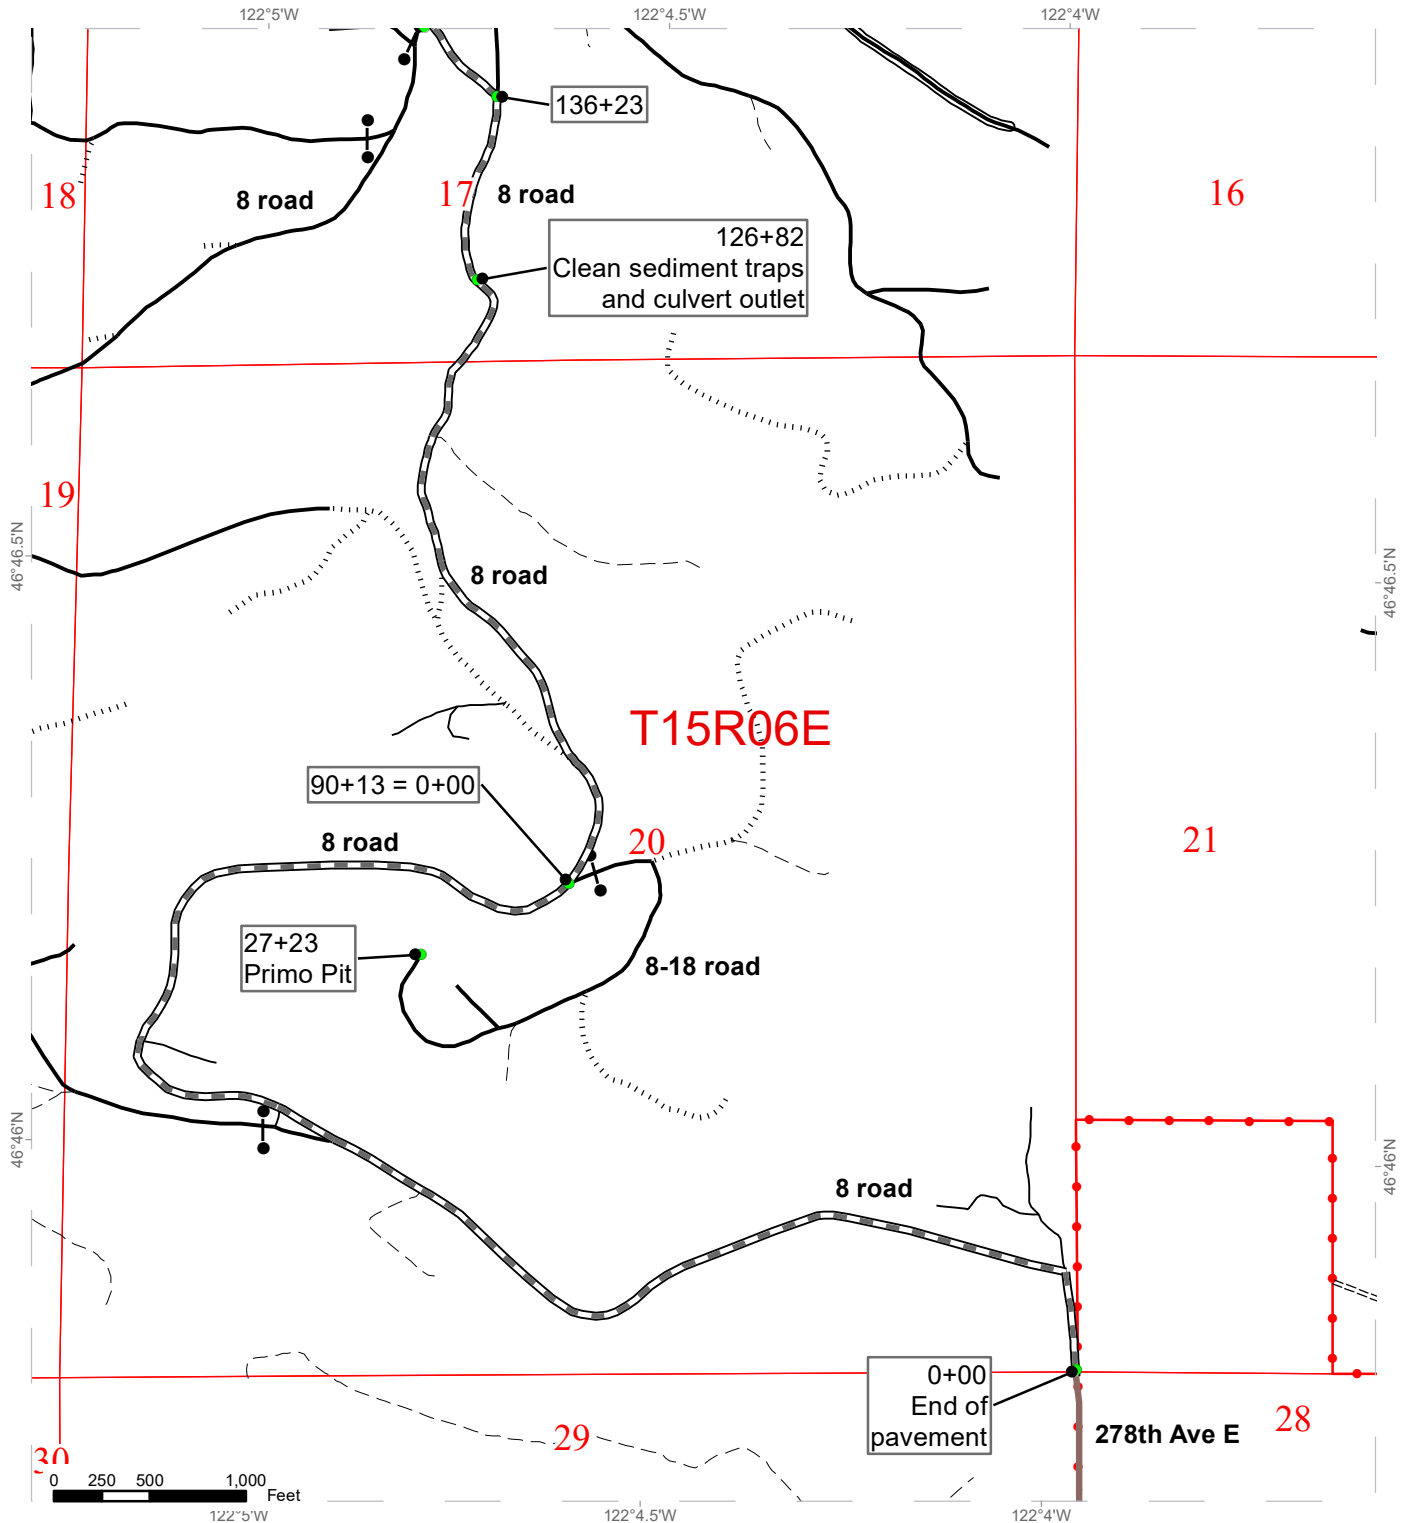 122°5'W
122°4.5'W
122°4'W
136+23
18
8 road
17
8 road
16
126+82
Clean sediment traps
and culvert outlet
19
46°46.5'N
46°46.5'N
8 road
T15R06E
90+13 = 0+00
8 road
20
21
27+23
Primo Pit
8-18 road
46°46'N
46°46'N
8 road
0+00
End of
pavement
278th Ave E
28
29
30
0 250 500 1,000
Feet
122°5'W
122°4.5'W
122°4'W